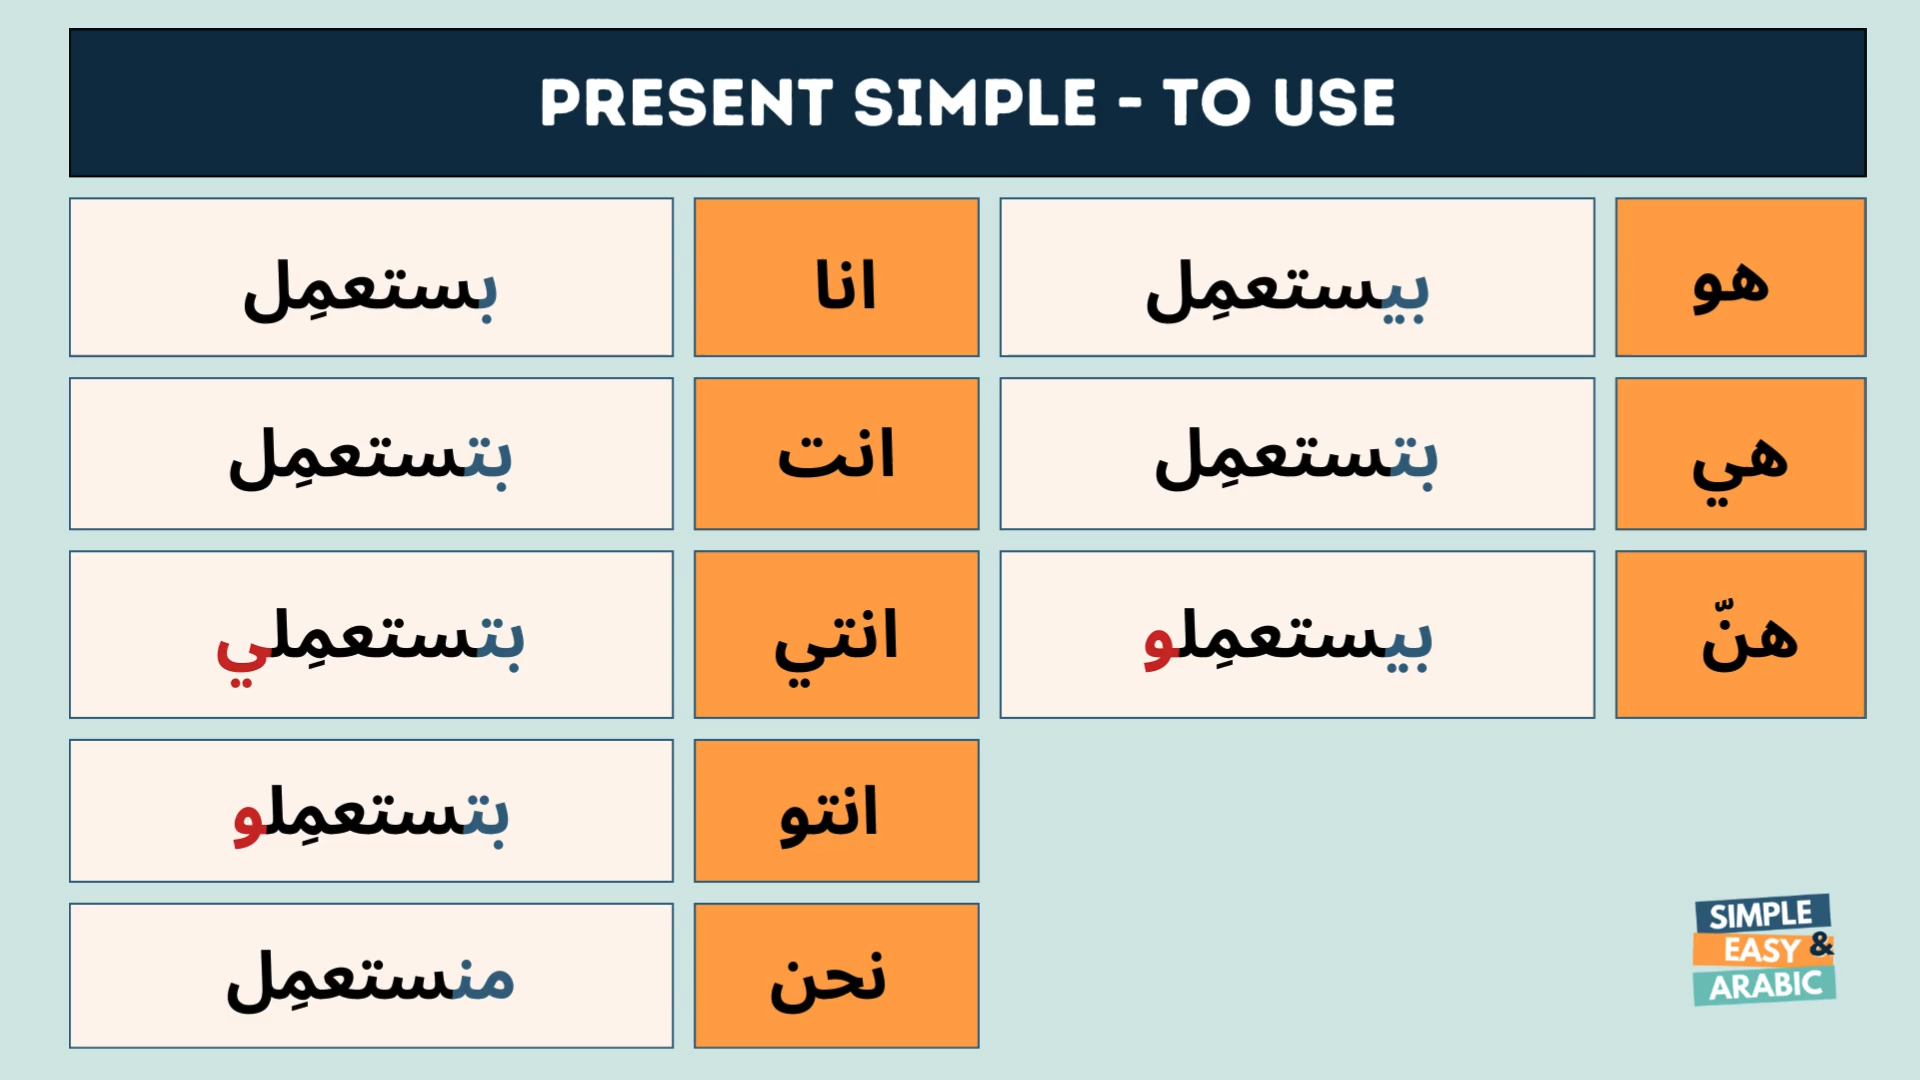 PRESENT SIMPLE - TO USE
هو بيستعمِل انا بستعمِل
هي بتستعمِل انت بتستعمِل
هنّ بيستعمِلو انتي بتستعمِلي
انتو بتستعمِلو
نحن منستعمِل
SIMPLE
EASY &
ARABIC